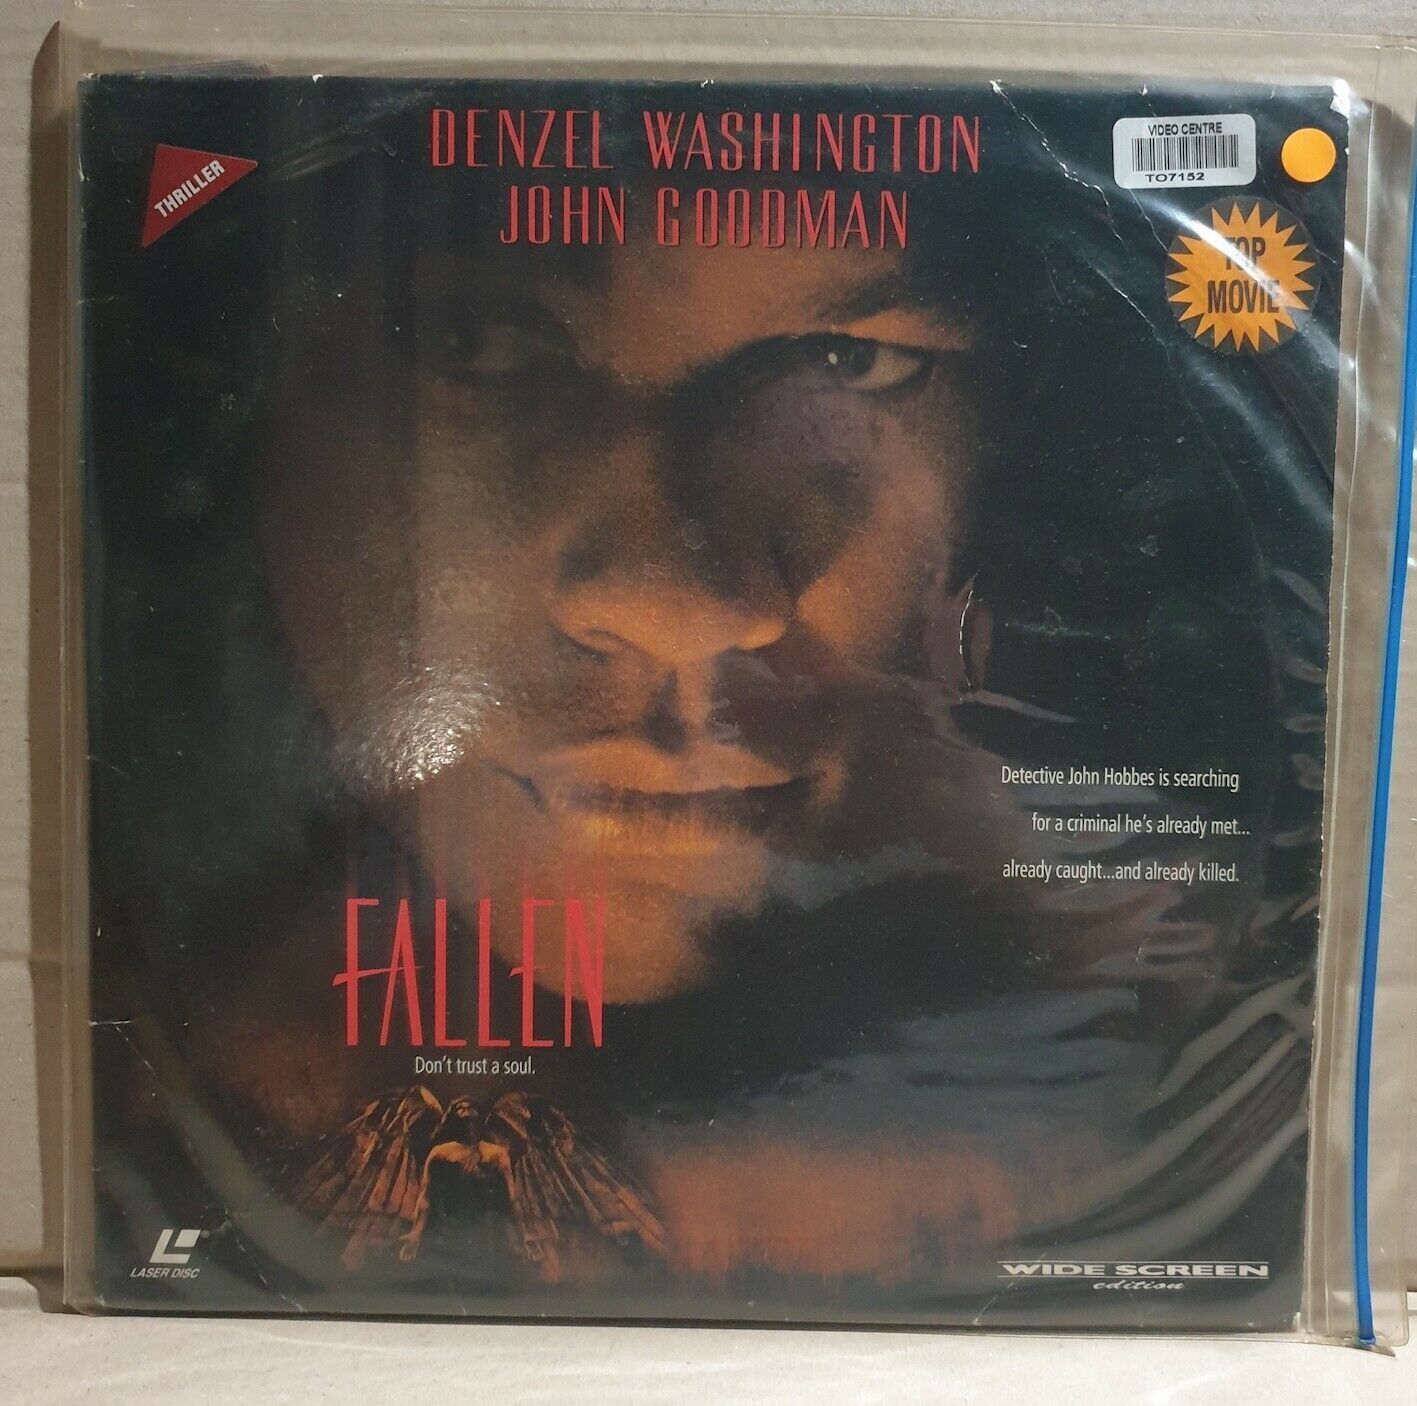 DENZEL WASHINGTON
JOHN GOODMAN
THRILLER
VIDEO CENTRE
TO7152
TOP
MOVIE
Detective John Hobbes is searching
for a criminal he's already met...
already caught...and already killed.
FALLEN
Don't trust a soul.
LASER DISC
WIDE SCREEN
edition